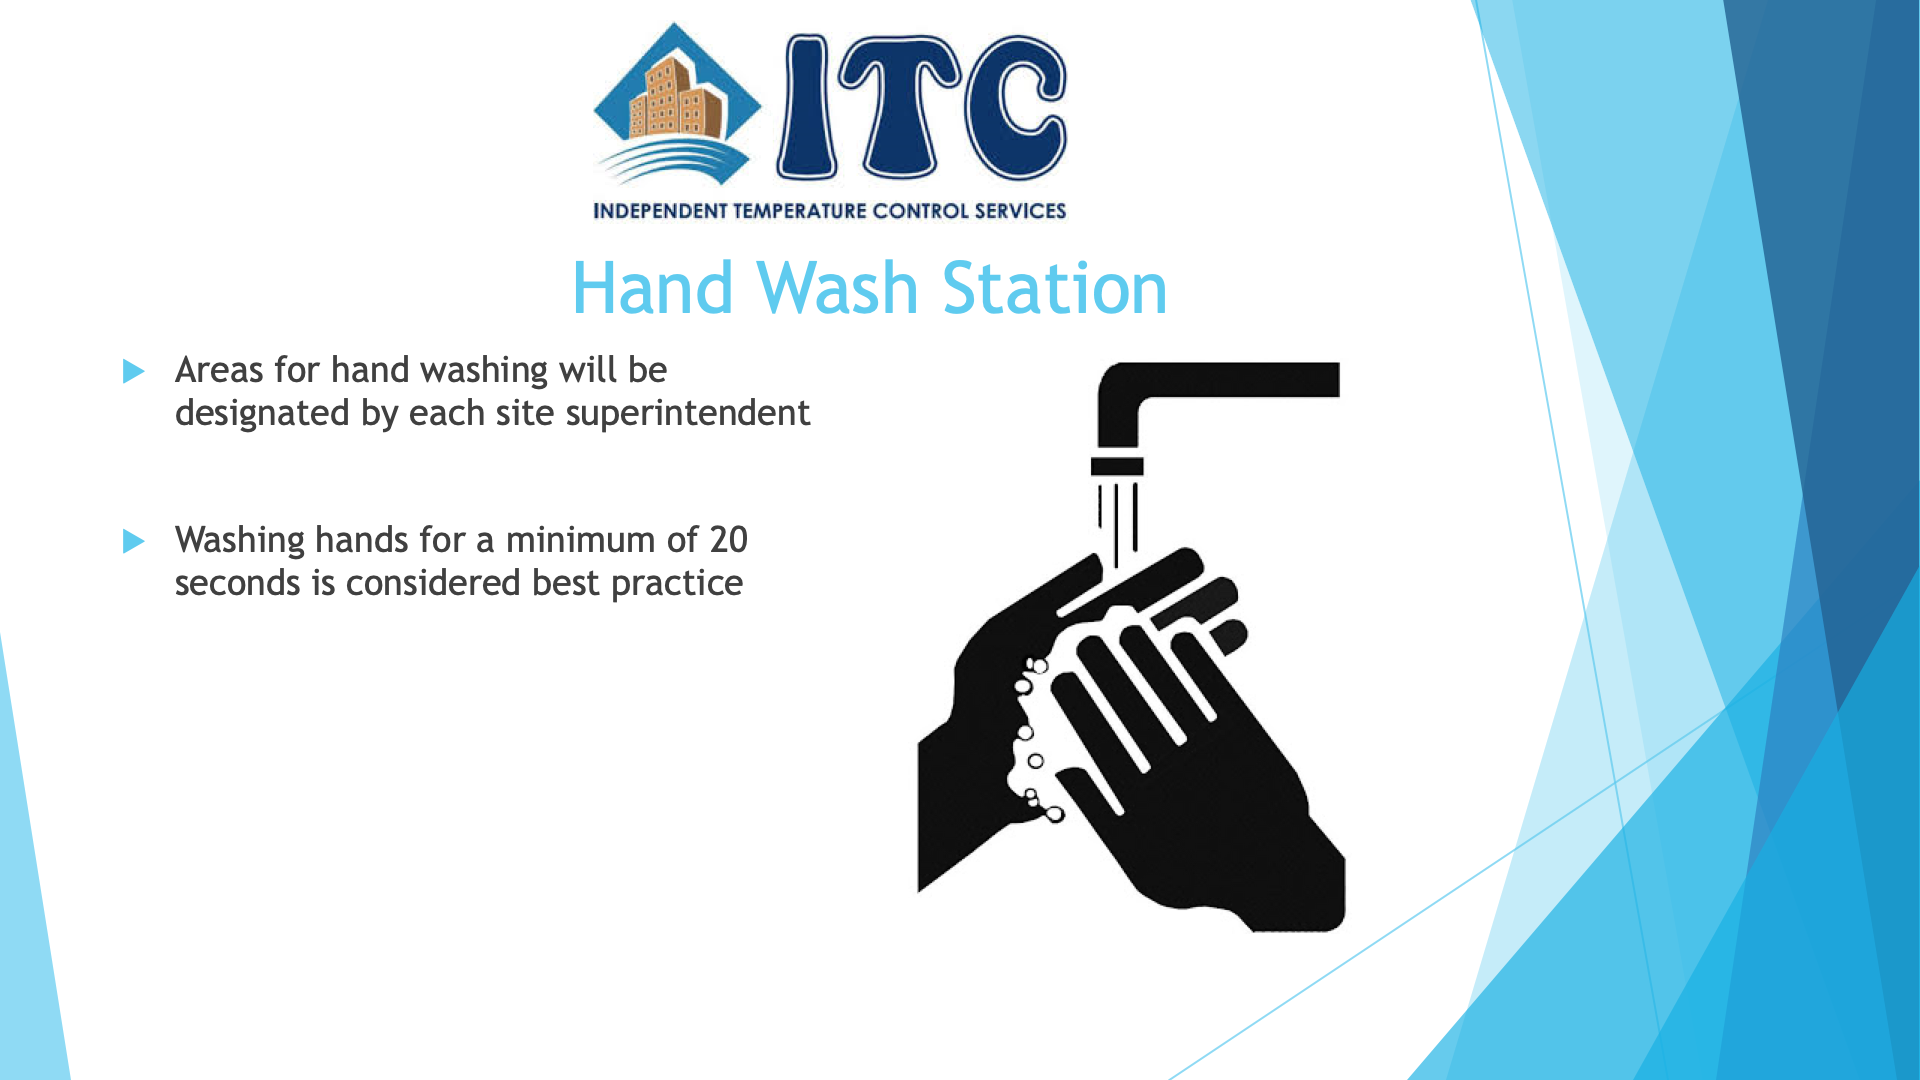 ITC
INDEPENDENT TEMPERATURE CONTROL SERVICES
Hand Wash Station
Areas for hand washing will be
designated by each site superintendent
Washing hands for a minimum of 20
seconds is considered best practice